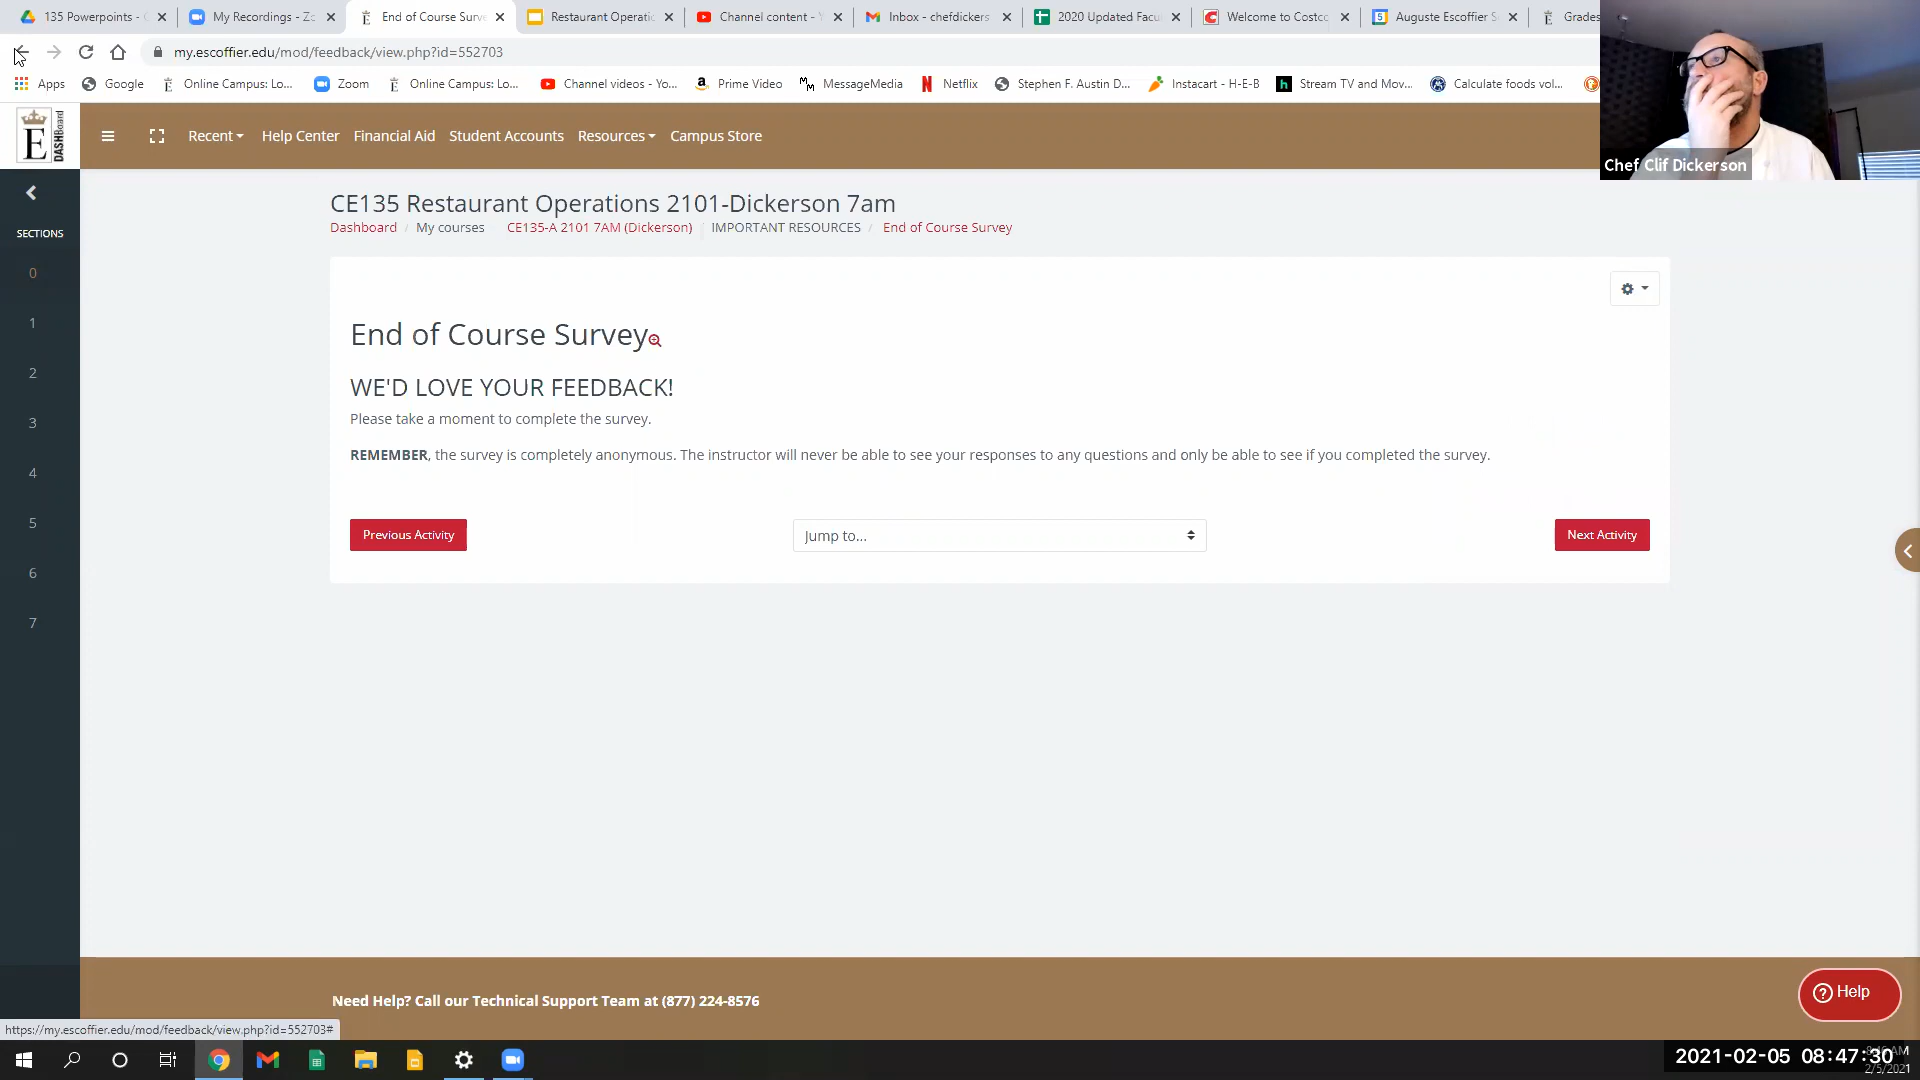 135 Powerpoints - G
My Recordings - Zo
End of Course Surve
Restaurant Operatio
Channel content - Y
Inbox - chefdickers
2020 Updated Facu
Welcome to Costco
Auguste Escoffier S
Grades
my.escoffier.edu/mod/feedback/view.php?id=552703
Apps
Google
Online Campus: Lo...
Zoom
Online Campus: Lo...
Channel videos - Yo...
Prime Video
MessageMedia
Netflix
Stephen F. Austin D...
Instacart - H-E-B
Stream TV and Mov...
Calculate foods vol...
Chef Clif Dickerson
E DASHBoard
Recent
Help Center
Financial Aid
Student Accounts
Resources
Campus Store
SECTIONS
0
1
2
3
4
5
6
7
CE135 Restaurant Operations 2101-Dickerson 7am
Dashboard / My courses CE135-A 2101 7AM (Dickerson) IMPORTANT RESOURCES / End of Course Survey
End of Course Survey
WE'D LOVE YOUR FEEDBACK!
Please take a moment to complete the survey.
REMEMBER, the survey is completely anonymous. The instructor will never be able to see your responses to any questions and only be able to see if you completed the survey.
Previous Activity
Jump to...
Next Activity
Need Help? Call our Technical Support Team at (877) 224-8576
Help
https://my.escoffier.edu/mod/feedback/view.php?id=552703#
2021-02-05 08:47:30
2/5/2021